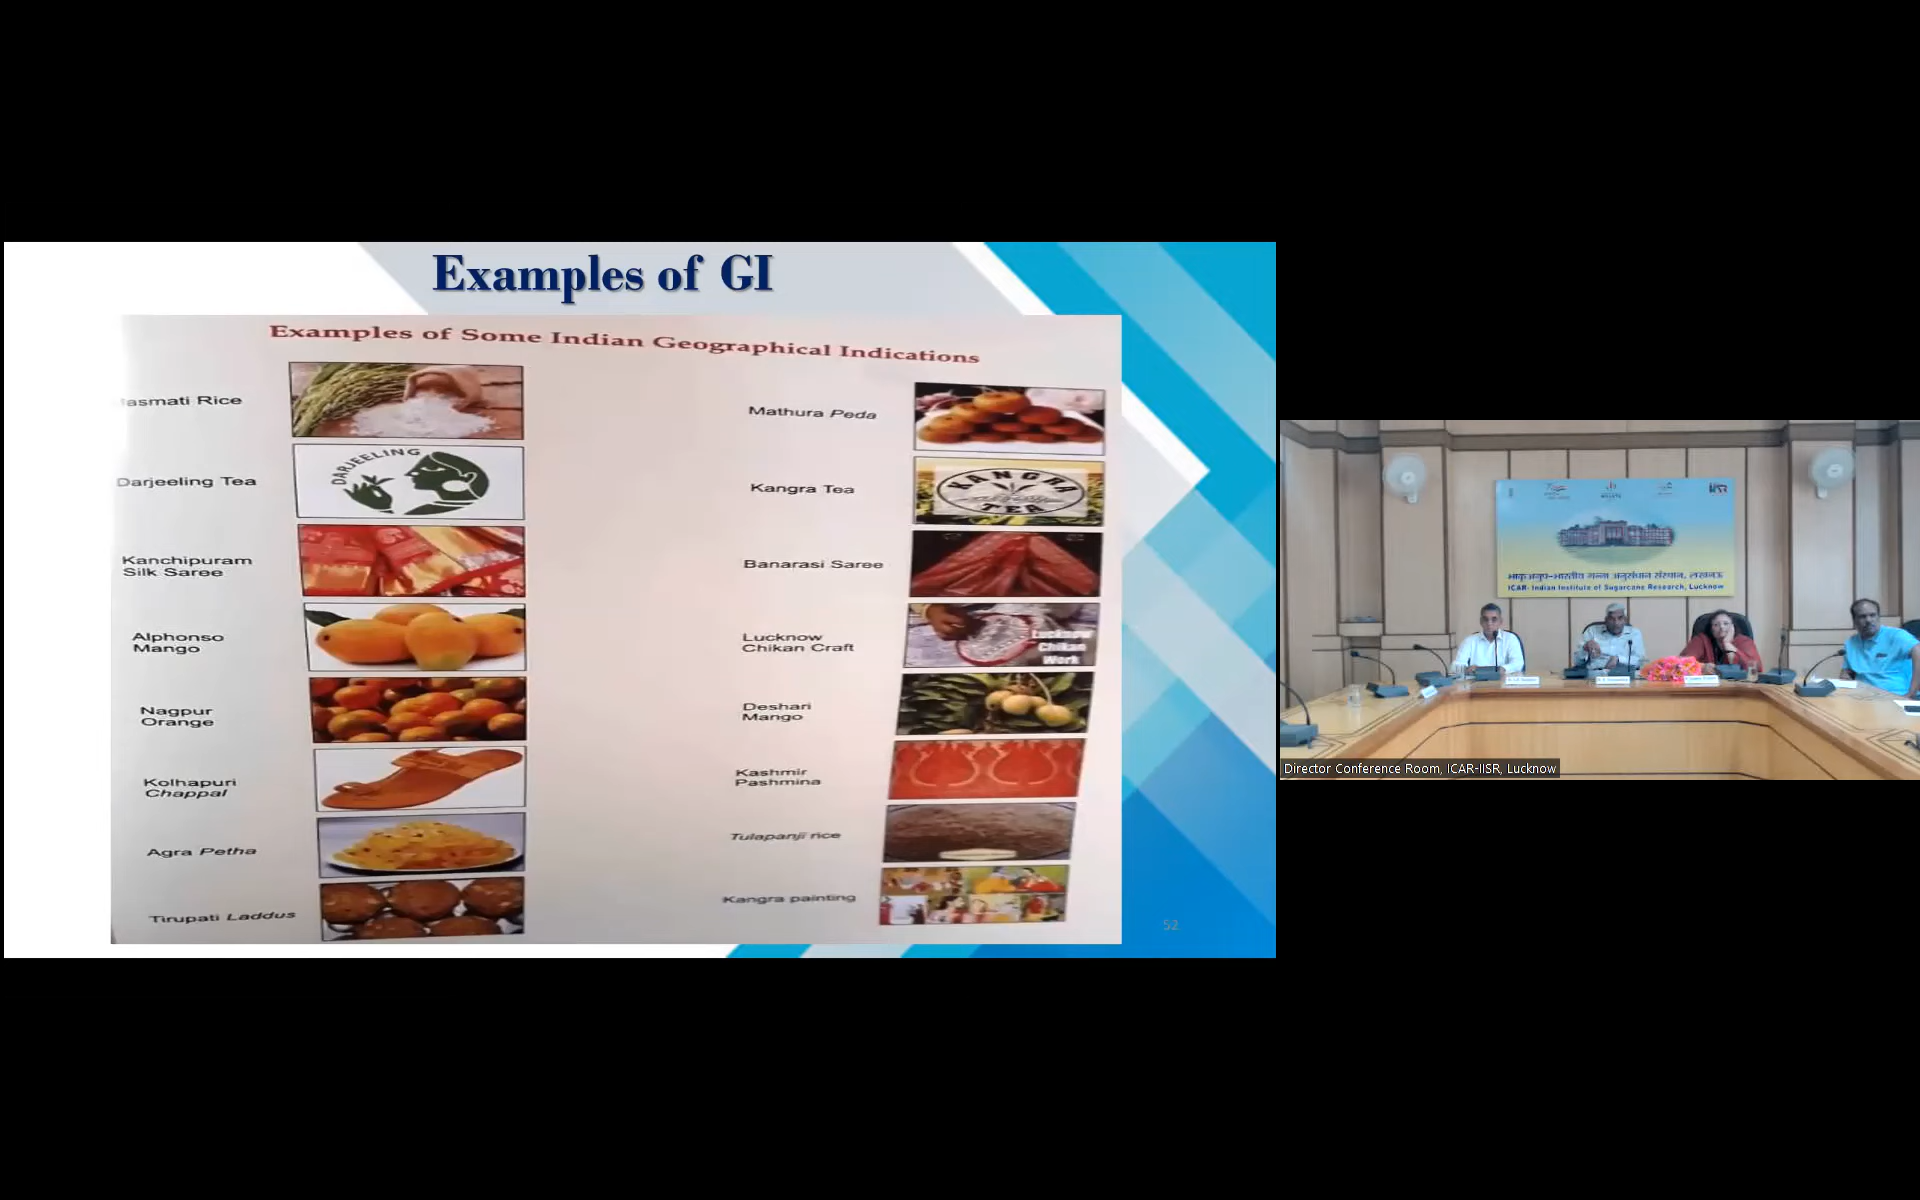 Examples of GI
Examples of Some Indian Geographical Indications
asmati Rice
Darjeeling Tea
DARJEELING
Kanchipuram
Silk Saree
Alphonso
Mango
Nagpur
Orange
Kolhapuri
Chappal
Agra Petha
Tirupati Laddus
Mathura Peda
Kangra Tea
KANGRA
TEA
Banarasi Saree
Lucknow
Chikan Craft
Lucknow
Chikan
Work
Deshari
Mango
Kashmir
Pashmina
Tulapanji rice
Kangra painting
52
IISR
भाकृअनुप-भारतीय गन्ना अनुसंधान संस्थान, लखनऊ
ICAR- Indian Institute of Sugarcane Research, Lucknow
Director Conference Room, ICAR-IISR, Lucknow